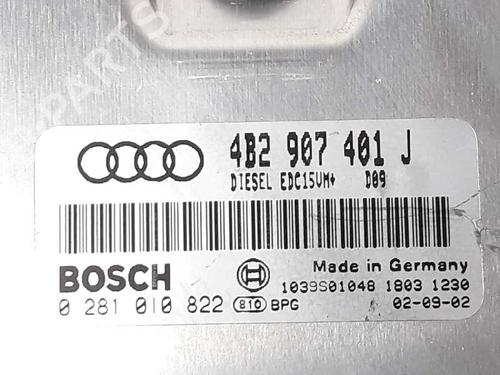 4B2 907 401 J
DIESEL EDC15VM+ D09
BOSCH
Made in Germany
1039S01048 1803 1230
0 281 010 822 810 BPG 02-09-02